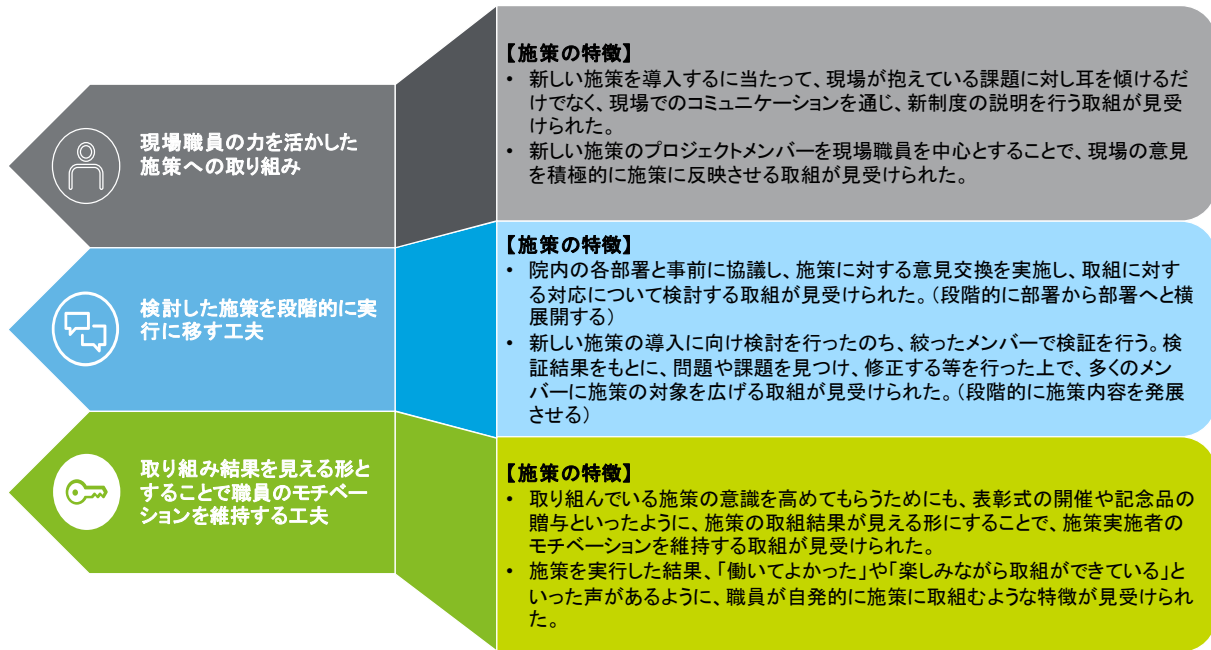 現場職員の力を活かした
施策への取り組み
【施策の特徴】
• 新しい施策を導入するに当たって、現場が抱えている課題に対し耳を傾けるだ
けでなく、現場でのコミュニケーションを通じ、新制度の説明を行う取組が見受
けられた。
• 新しい施策のプロジェクトメンバーを現場職員を中心とすることで、現場の意見
を積極的に施策に反映させる取組が見受けられた。
検討した施策を段階的に実
行に移す工夫
【施策の特徴】
• 院内の各部署と事前に協議し、施策に対する意見交換を実施し、取組に対す
る対応について検討する取組が見受けられた。（段階的に部署から部署へと横
展開する）
• 新しい施策の導入に向け検討を行ったのち、絞ったメンバーで検証を行う。検
証結果をもとに、問題や課題を見つけ、修正する等を行った上で、多くのメン
バーに施策の対象を広げる取組が見受けられた。（段階的に施策内容を発展
させる）
取り組み結果を見える形と
することで職員のモチベー
ションを維持する工夫
【施策の特徴】
• 取り組んでいる施策の意識を高めてもらうためにも、表彰式の開催や記念品の
贈与といったように、施策の取組結果が見える形にすることで、施策実施者の
モチベーションを維持する取組が見受けられた。
• 施策を実行した結果、「働いてよかった」や「楽しみながら取組ができている」と
いった声があるように、職員が自発的に施策に取組むような特徴が見受けられ
た。